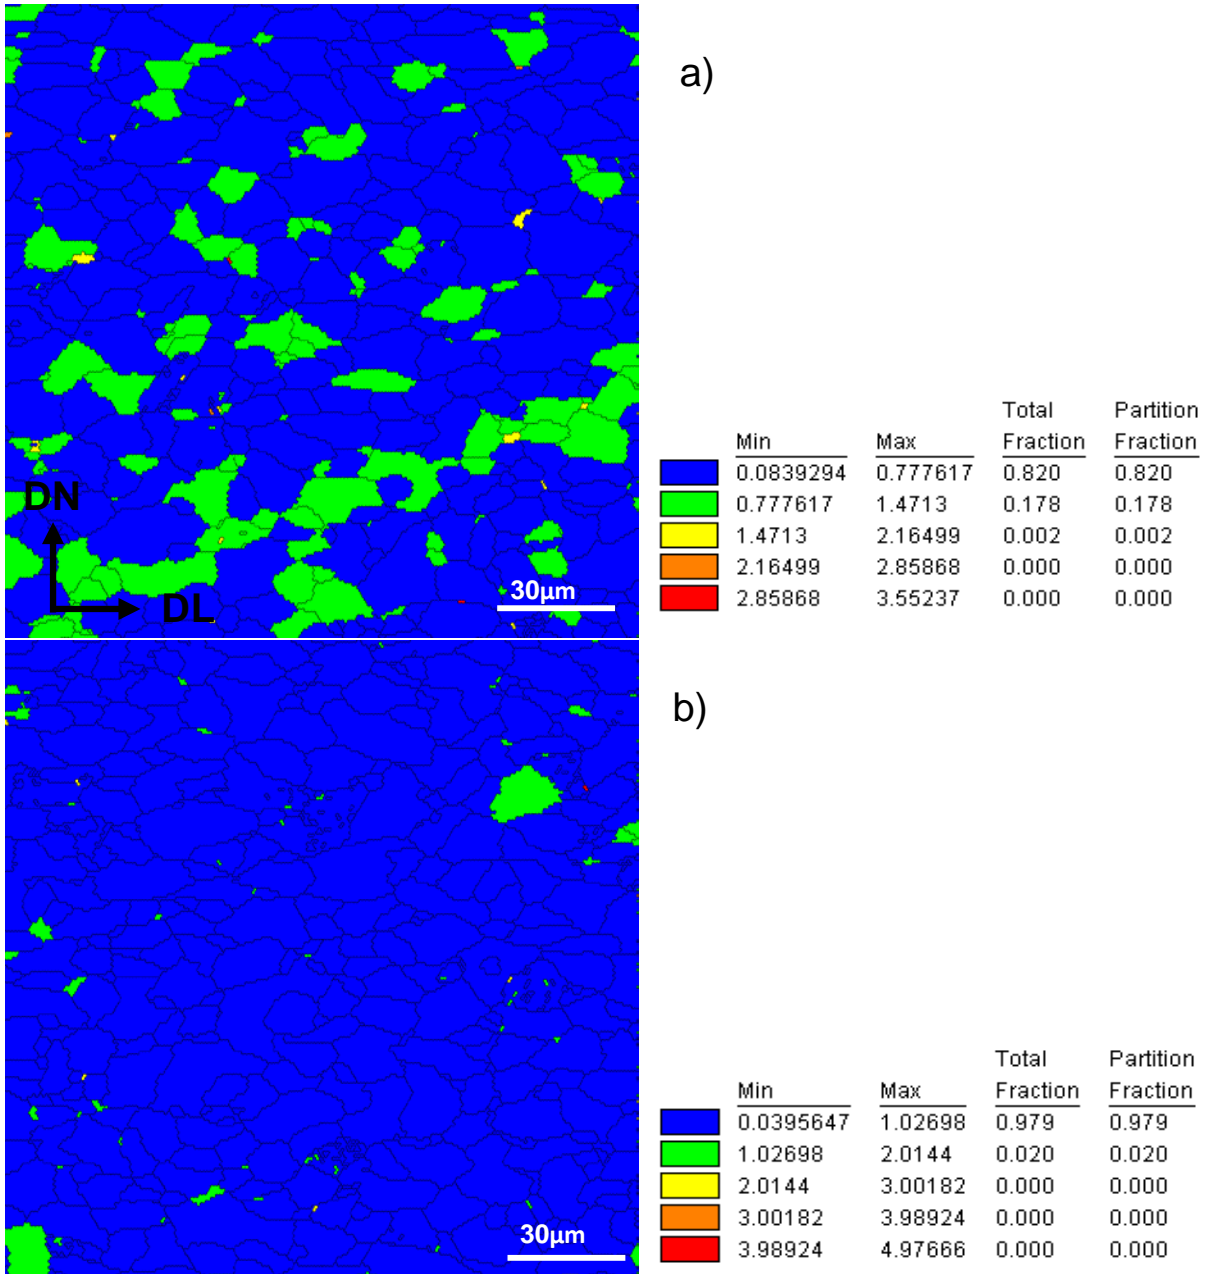 a)
Total Partition
Min Max Fraction Fraction
0.0839294 0.777617 0.820 0.820
0.777617 1.4713 0.178 0.178
1.4713 2.16499 0.002 0.002
2.16499 2.85868 0.000 0.000
2.85868 3.55237 0.000 0.000
DN
DL
30µm
b)
Total Partition
Min Max Fraction Fraction
0.0395647 1.02698 0.979 0.979
1.02698 2.0144 0.020 0.020
2.0144 3.00182 0.000 0.000
3.00182 3.98924 0.000 0.000
3.98924 4.97666 0.000 0.000
30µm